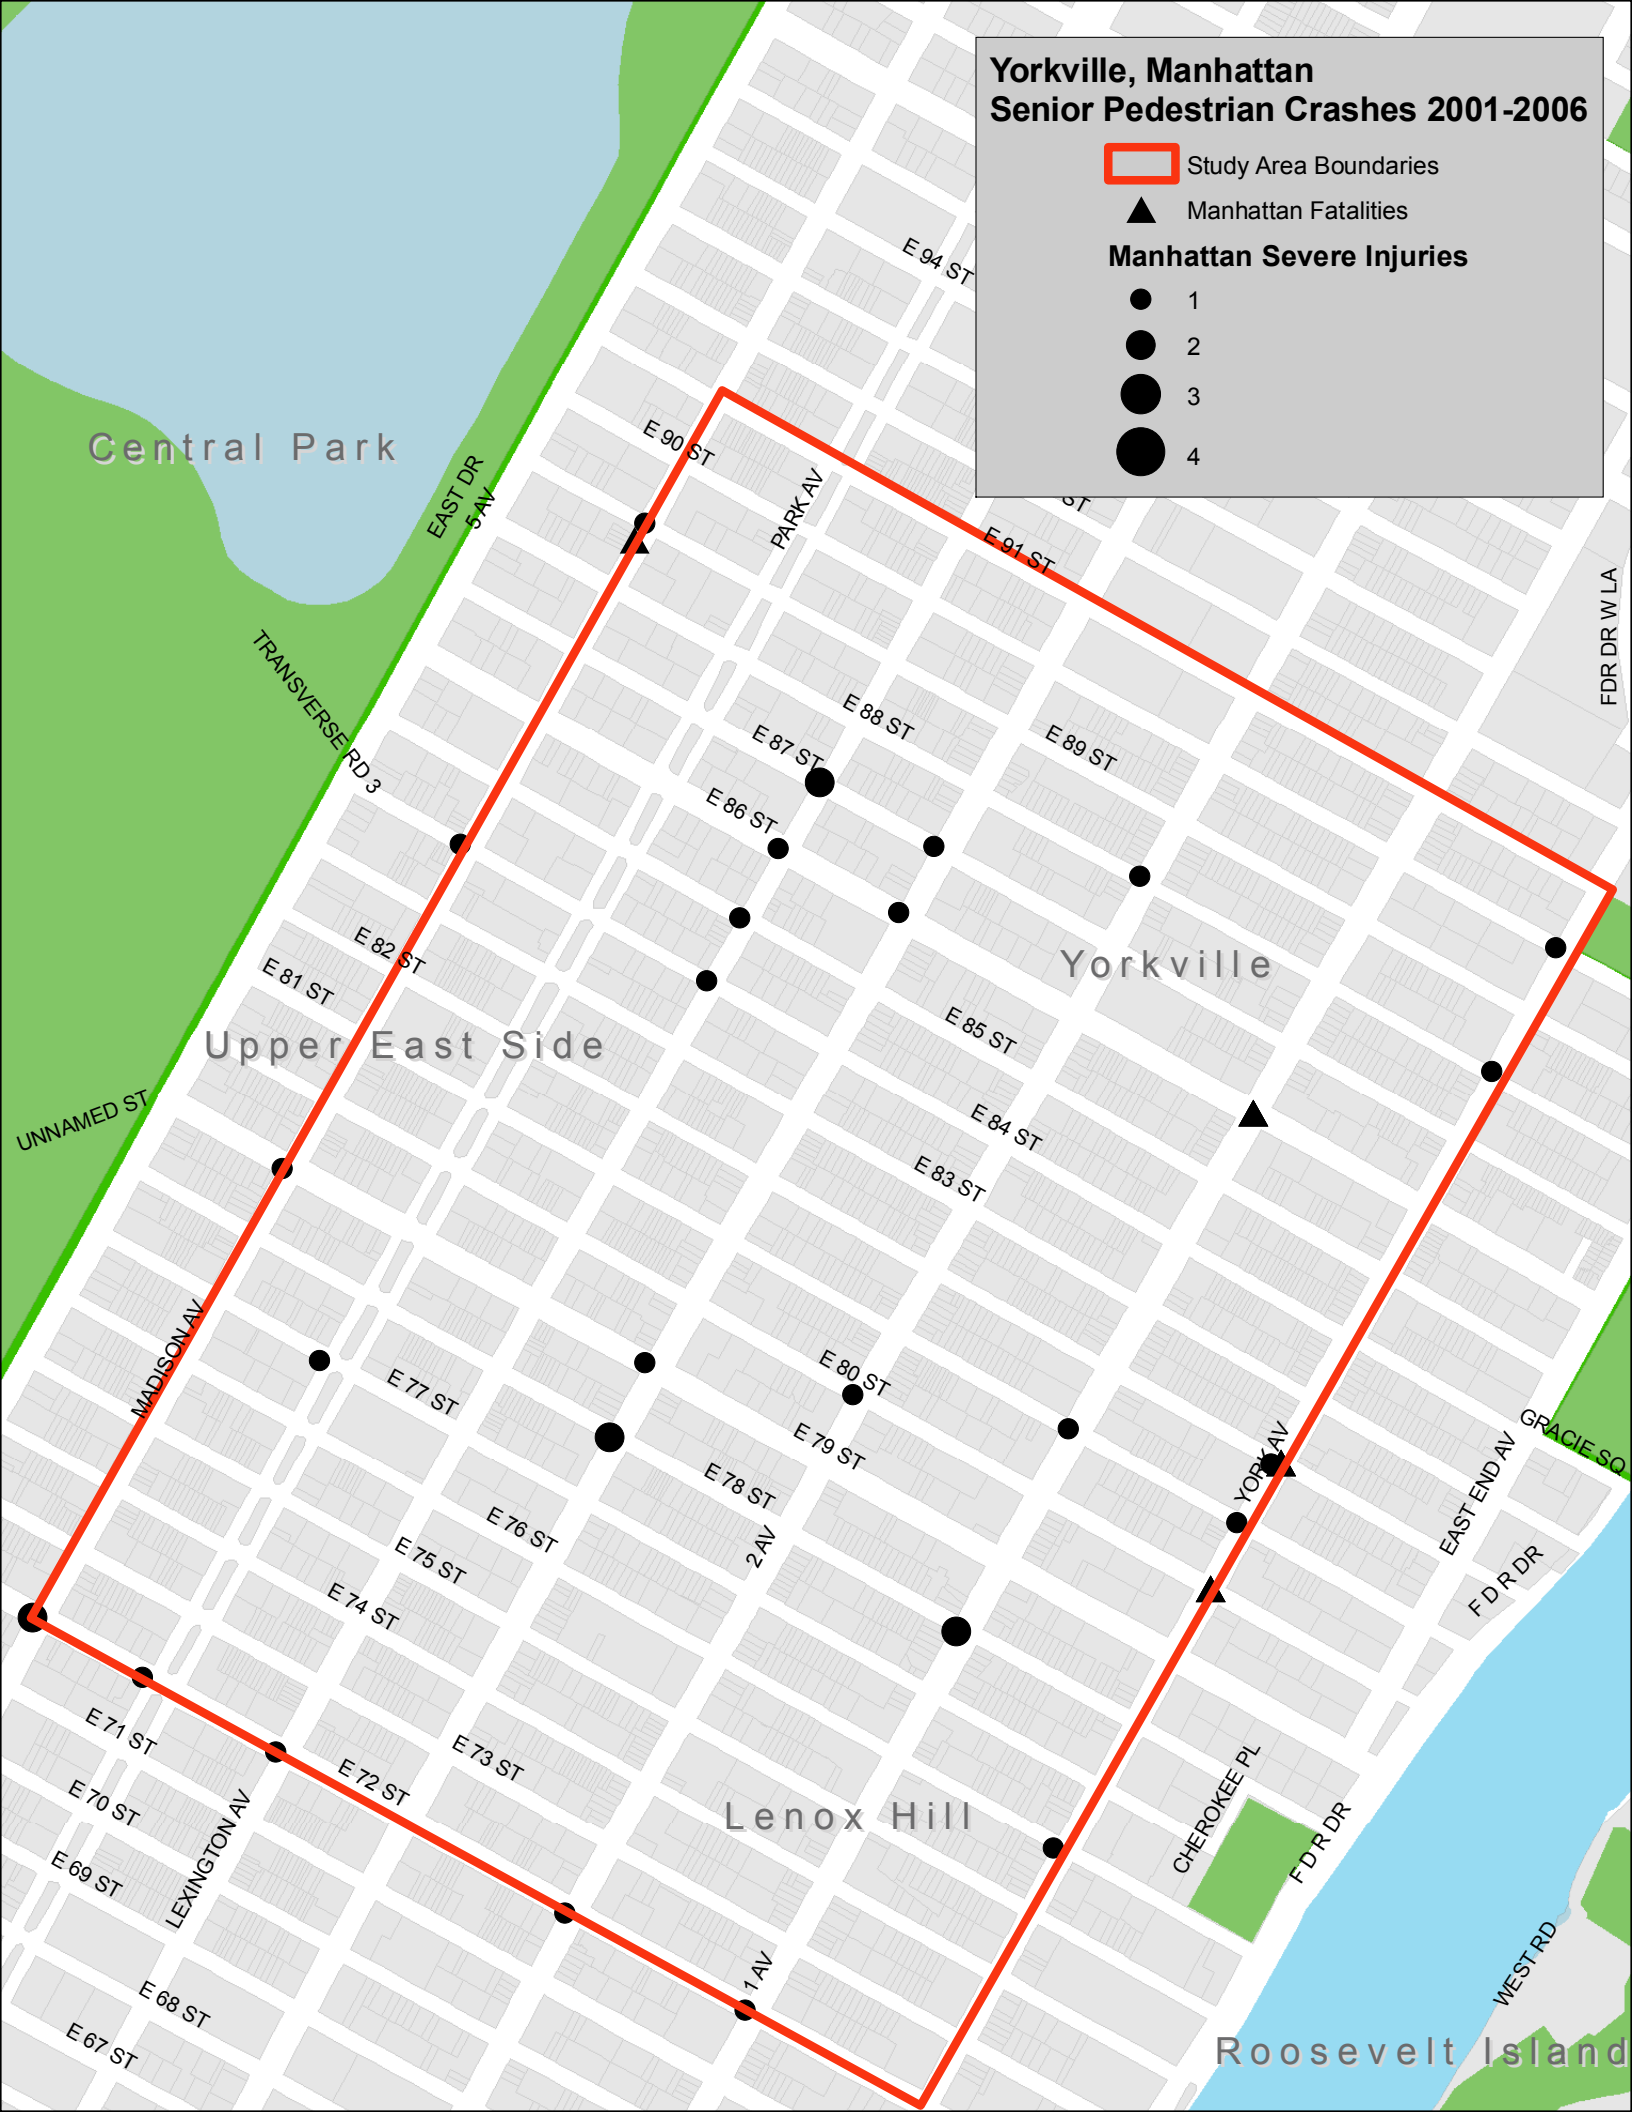 Yorkville, Manhattan
Senior Pedestrian Crashes 2001-2006
Study Area Boundaries
Manhattan Fatalities
Manhattan Severe Injuries
1
2
3
4
E 94 ST
Central Park
E 90 ST
EAST DR
5 AV
PARK AV
ST
E 91 ST
FDR DR W LA
TRANSVERSE RD 3
E 88 ST
E 87 ST
E 89 ST
E 86 ST
E 82 ST
E 81 ST
Yorkville
Upper East Side
E 85 ST
UNNAMED ST
E 84 ST
E 83 ST
MADISON AV
E 77 ST
E 80 ST
E 79 ST
E 78 ST
YORK AV
GRACIE SQ
EAST END AV
E 76 ST
2 AV
E 75 ST
F D R DR
E 74 ST
E 71 ST
E 73 ST
E 72 ST
E 70 ST
Lenox Hill
CHEROKEE PL
F D R DR
LEXINGTON AV
E 69 ST
1 AV
WEST RD
E 68 ST
E 67 ST
Roosevelt Island